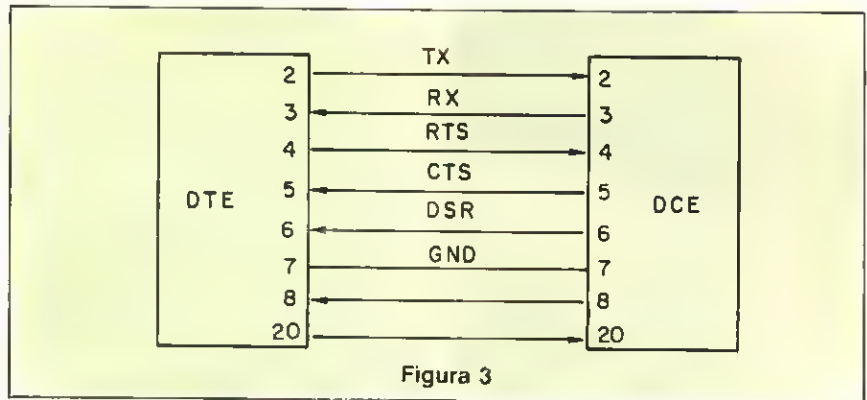 TX
2 2
RX
3 3
RTS
4 4
CTS
5 5
DTE DCE
DSR
6 6
GND
7 7
8 8
20 20
Figura 3